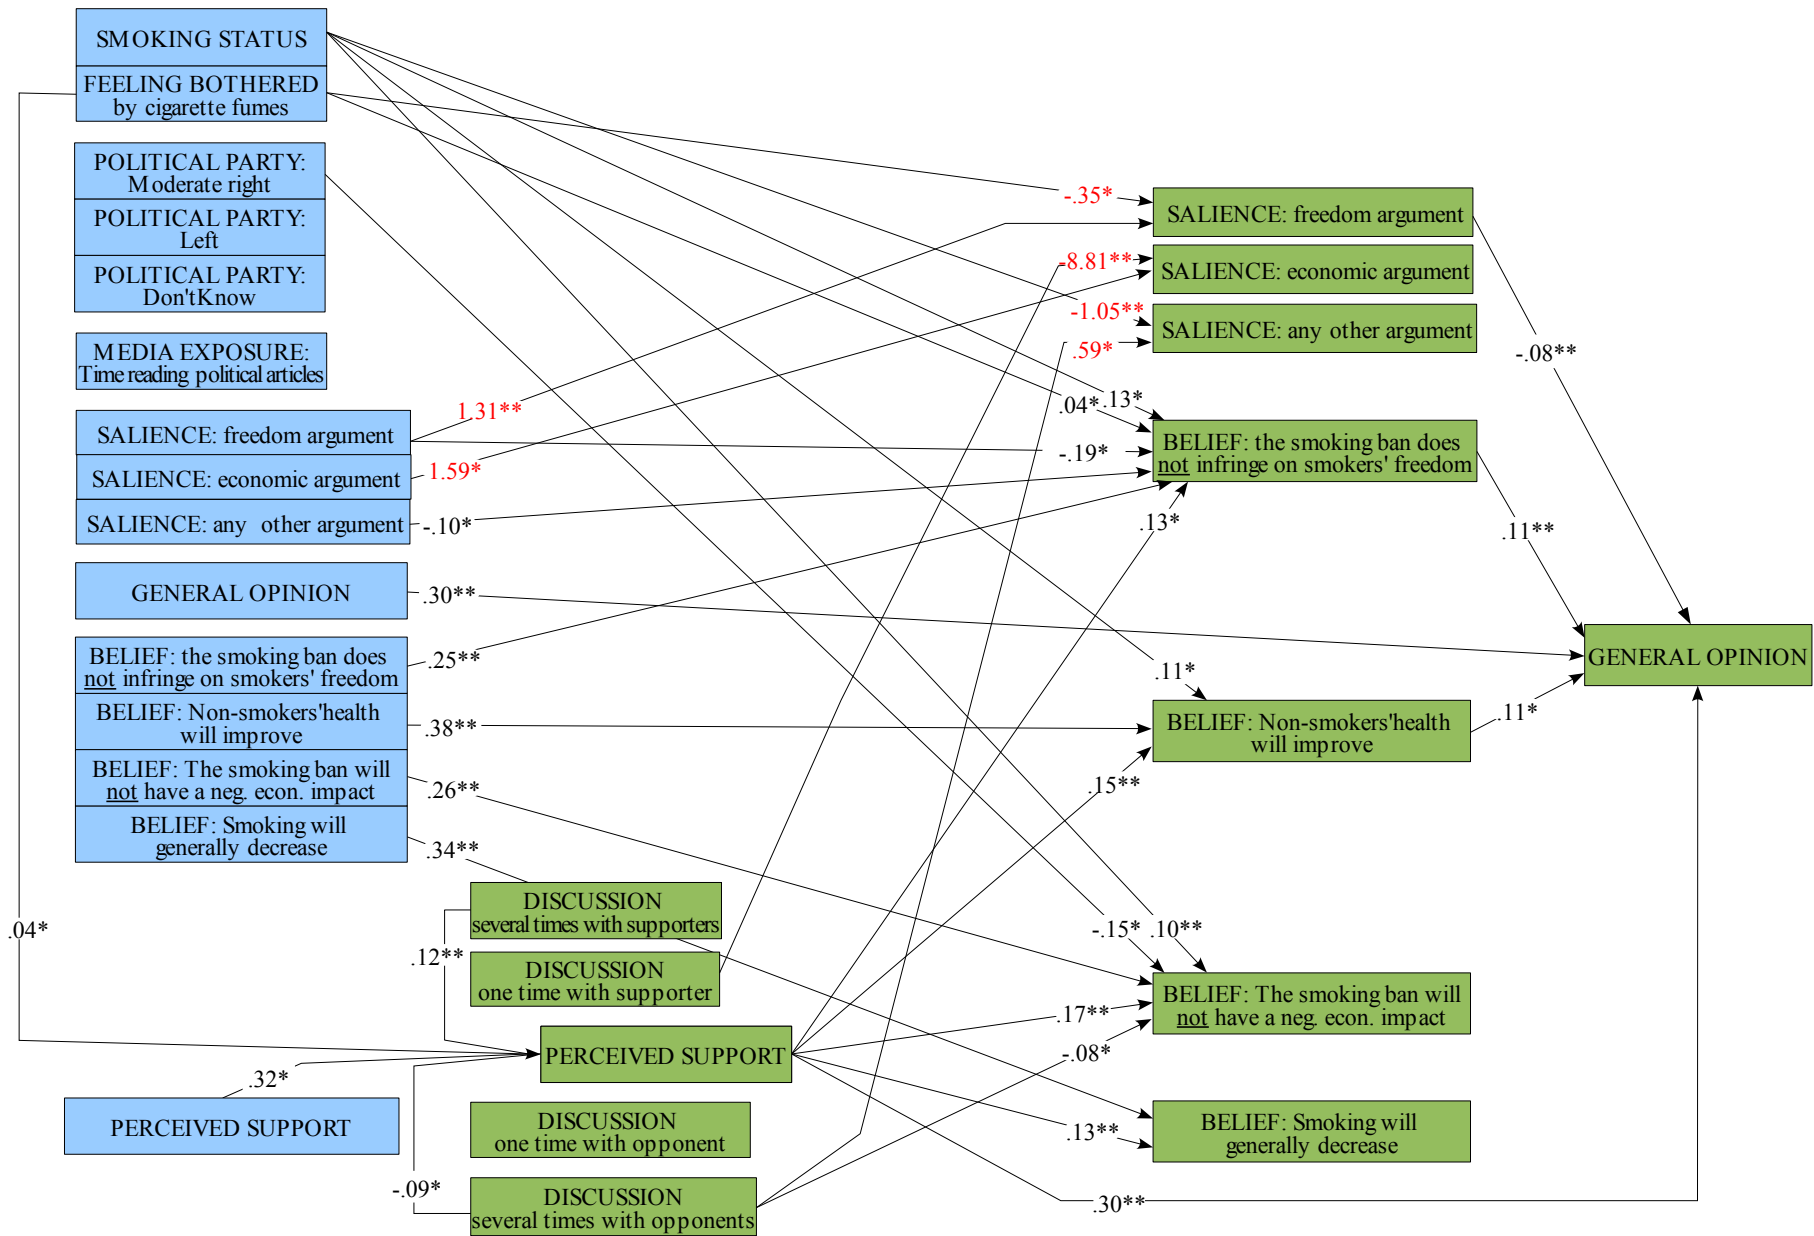 SMOKING STATUS
FEELING BOTHERED
by cigarette fumes
POLITICAL PARTY:
Moderate right
POLITICAL PARTY:
Left
POLITICAL PARTY:
Don'tKnow
MEDIA EXPOSURE:
Time reading political articles
SALIENCE: freedom argument
SALIENCE: economic argument
SALIENCE: any other argument
GENERAL OPINION
BELIEF: the smoking ban does
not infringe on smokers' freedom
BELIEF: Non-smokers'health
will improve
BELIEF: The smoking ban will
not have a neg. econ. impact
BELIEF: Smoking will
generally decrease
PERCEIVED SUPPORT
1.31**
1.59*
-.10*
.30**
.25**
.38**
.26**
.34**
.04*
.12**
.32*
-.09*
DISCUSSION
several times with supporters
DISCUSSION
one time with supporter
PERCEIVED SUPPORT
DISCUSSION
one time with opponent
DISCUSSION
several times with opponents
-.35*
-8.81**
-1.05**
.59*
.04*
.13*
-.19*
.13*
.11*
.15**
-.15*
.10**
.17**
-.08*
.13**
.30**
SALIENCE: freedom argument
SALIENCE: economic argument
SALIENCE: any other argument
BELIEF: the smoking ban does
not infringe on smokers' freedom
BELIEF: Non-smokers'health
will improve
BELIEF: The smoking ban will
not have a neg. econ. impact
BELIEF: Smoking will
generally decrease
-.08**
.11**
.11*
GENERAL OPINION